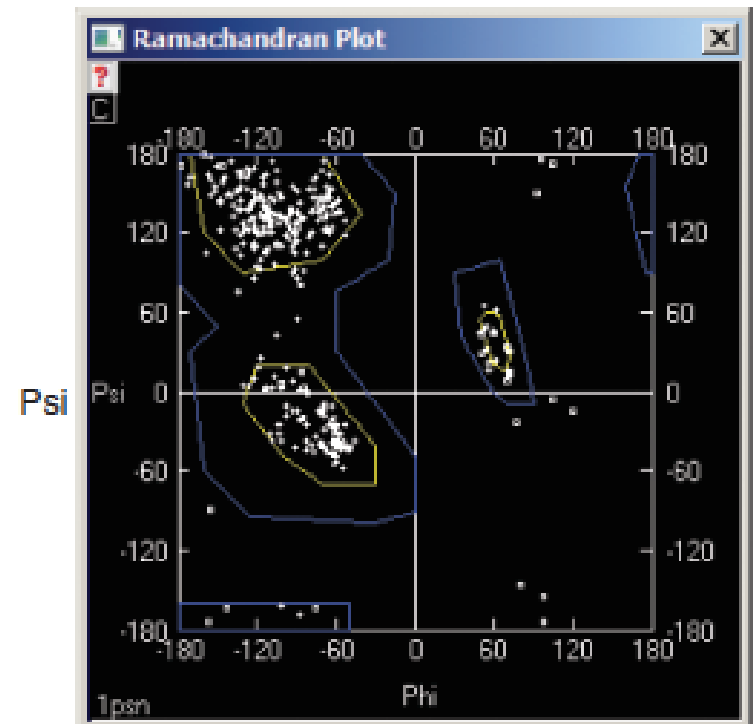 Ramachandran Plot
?
C
-180 -120 -60 0 60 120 180
180 180
120 120
60 60
Psi Psi 0 0
-60 -60
-120 -120
-180 -180
-180 -120 -60 0 60 120 180
Phi
1psn